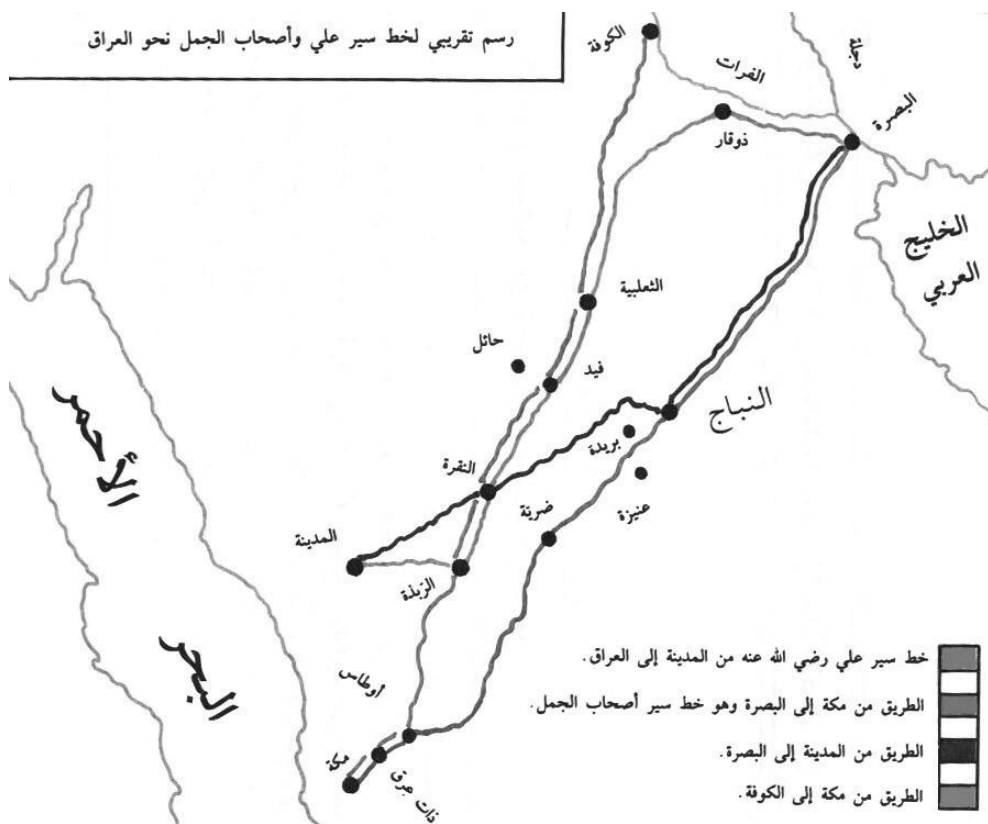 رسم تقريبي لخط سير علي وأصحاب الجمل نحو العراق
الكوفة
الفرات
دجلة
البصرة
ذوقار
الخليج
العربي
الثعلبية
حائل
فيد
النباج
بريدة
عنيزة
النقرة
ضريّة
المدينة
الرّبذة
الأحمر
البحر
أوطاس
مكة
ذات عرق
خط سير علي رضي الله عنه من المدينة إلى العراق.
الطريق من مكة إلى البصرة وهو خط سير أصحاب الجمل.
الطريق من المدينة إلى البصرة.
الطريق من مكة إلى الكوفة.